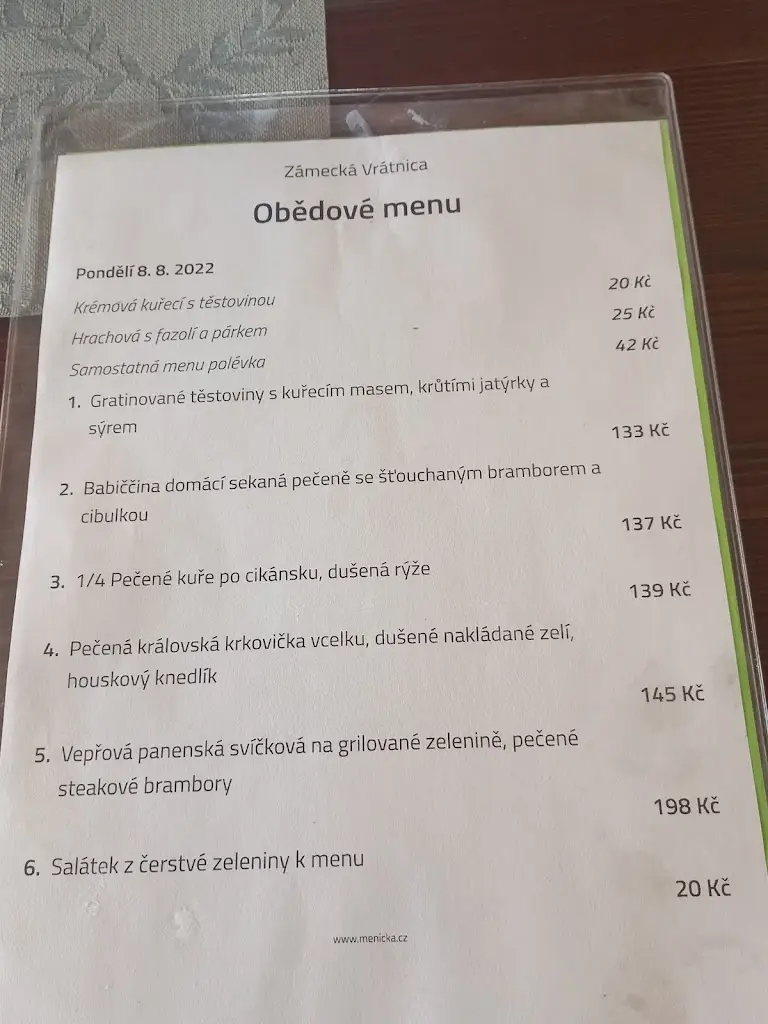 Zámecká Vrátnica
Obědové menu
Pondělí 8. 8. 2022
Krémová kuřecí s těstovinou 20 Kč
Hrachová s fazolí a párkem 25 Kč
Samostatná menu polévka 42 Kč
1. Gratinované těstoviny s kuřecím masem, krůtími jatýrky a
sýrem
133 Kč
2. Babiččina domácí sekaná pečeně se šťouchaným bramborem a
cibulkou
137 Kč
3. 1/4 Pečené kuře po cikánsku, dušená rýže
139 Kč
4. Pečená královská krkovička vcelku, dušené nakládané zelí,
houskový knedlík
145 Kč
5. Vepřová panenská svíčková na grilované zelenině, pečené
steakové brambory
198 Kč
6. Salátek z čerstvé zeleniny k menu
20 Kč
www.menicka.cz